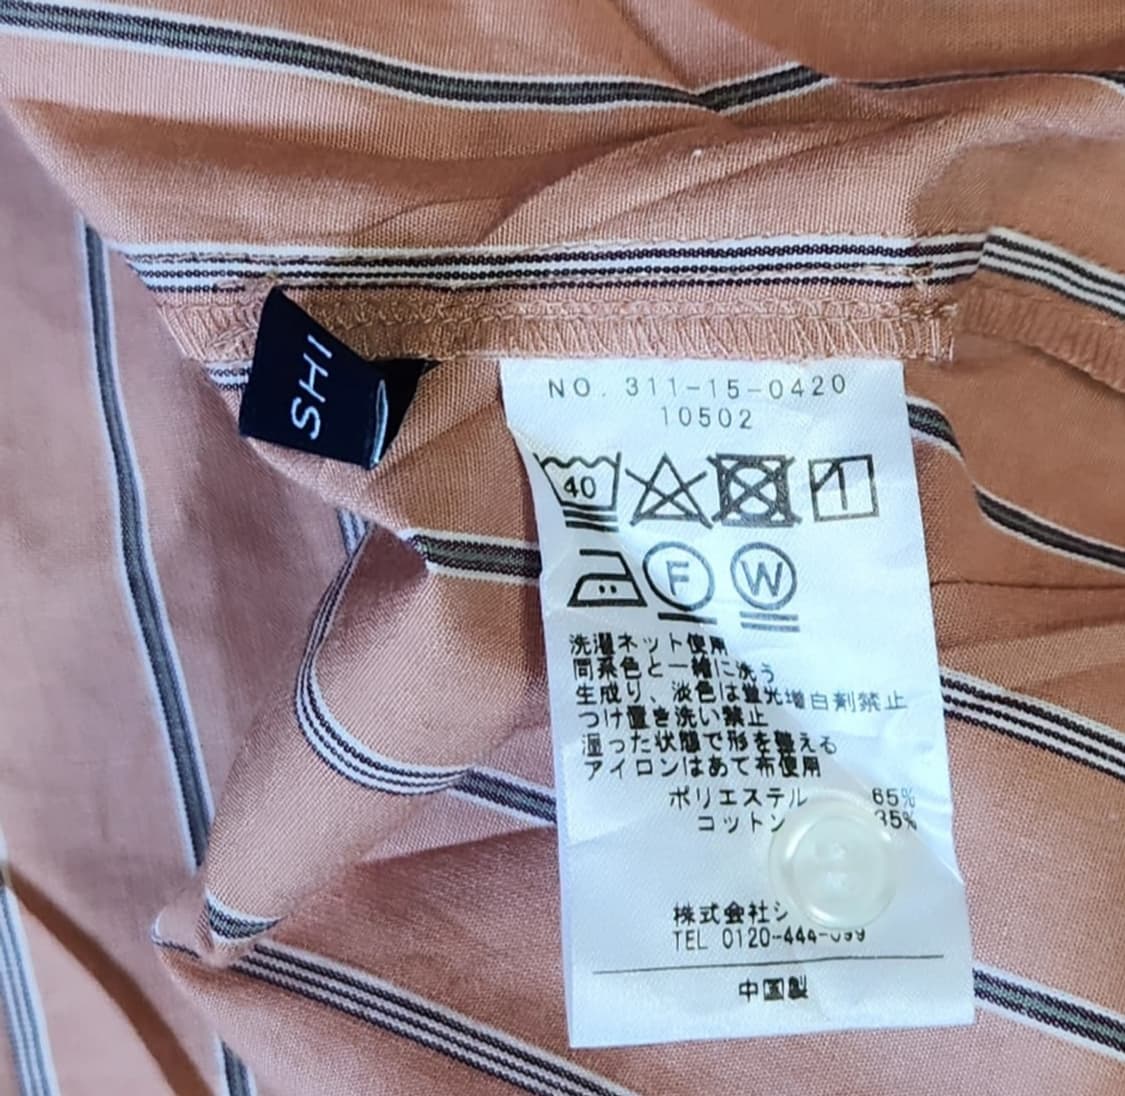 SHI
NO. 311-15-0420
10502
40
F W
洗濯ネット使用
同系色と一緒に洗う
生成り、淡色は蛍光増白剤禁止
つけ置き洗い禁止
湿った状態で形を整える
アイロンはあて布使用
ポリエステル 65%
コットン 35%
株式会社シ
TEL 0120-444-099
中国製